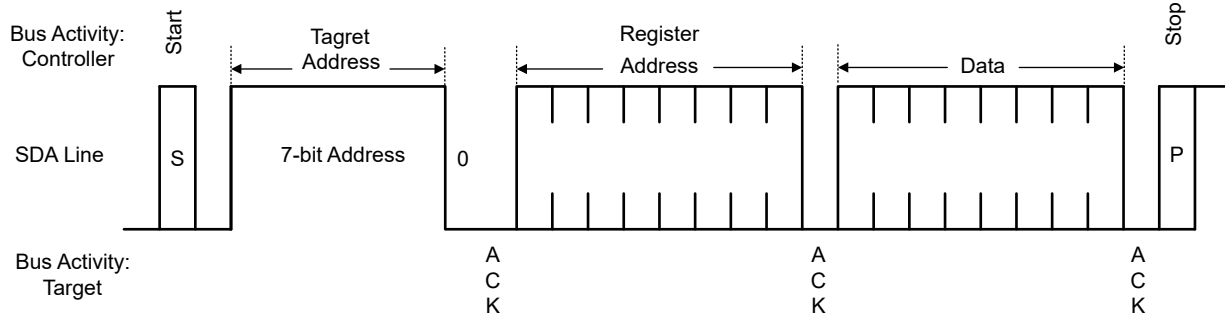 Bus Activity:
Controller
Start
Tagret
Address
Register
Address
Data
Stop
SDA Line
S
7-bit Address
0
P
Bus Activity:
Target
A
C
K
A
C
K
A
C
K